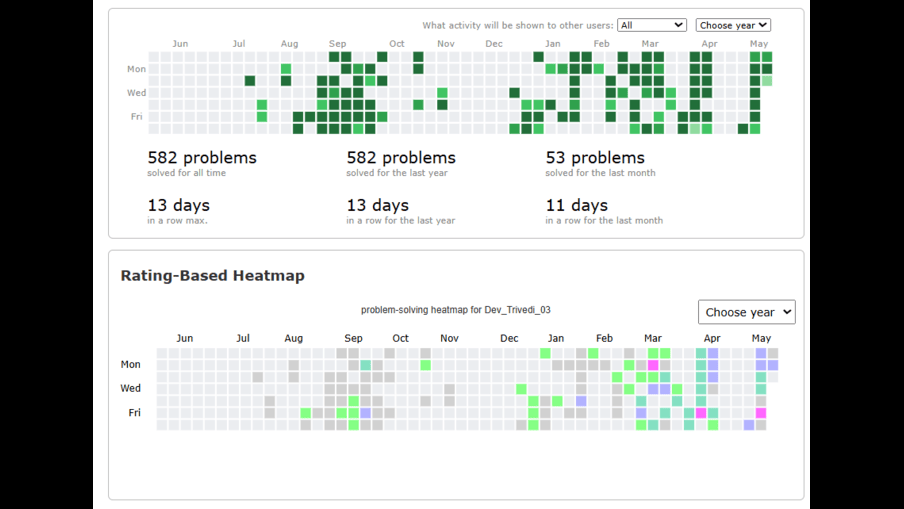 What activity will be shown to other users: All Choose year
Jun Jul Aug Sep Oct Nov Dec Jan Feb Mar Apr May
Mon
Wed
Fri
582 problems 582 problems 53 problems
solved for all time solved for the last year solved for the last month
13 days 13 days 11 days
in a row max. in a row for the last year in a row for the last month
Rating-Based Heatmap
problem-solving heatmap for Dev_Trivedi_03 Choose year
Jun Jul Aug Sep Oct Nov Dec Jan Feb Mar Apr May
Mon
Wed
Fri